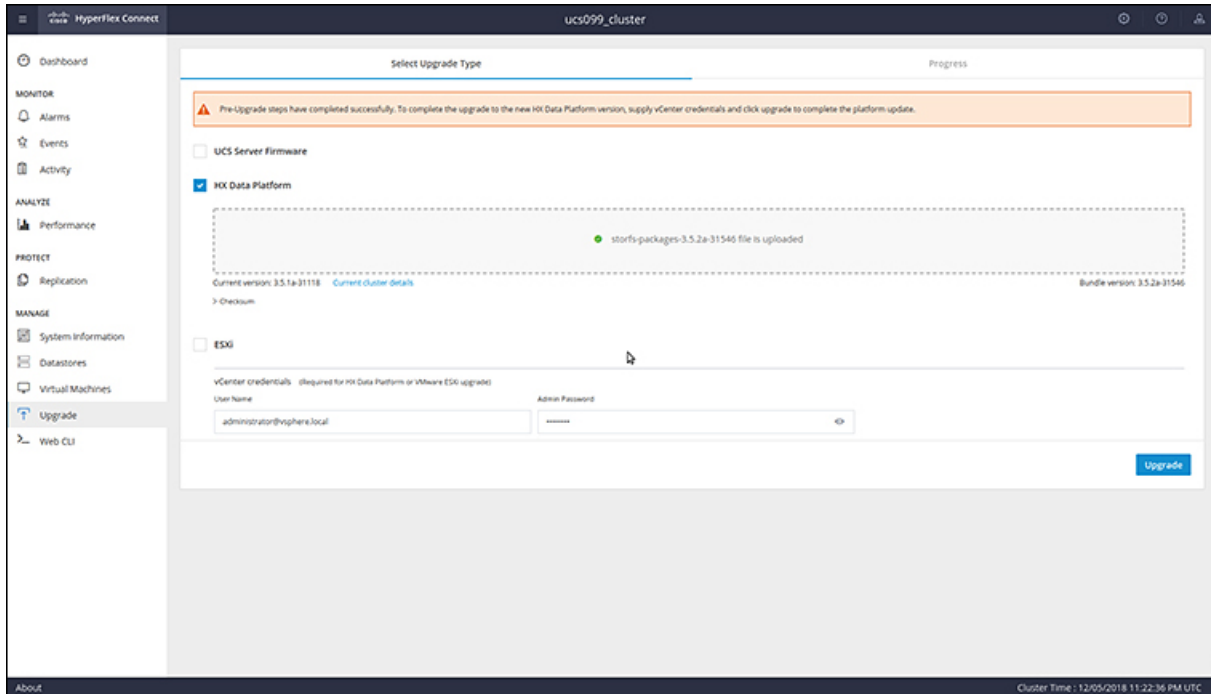 cisco HyperFlex Connect
ucs099_cluster
Dashboard
MONITOR
Alarms
Events
Activity
ANALYZE
Performance
PROTECT
Replication
MANAGE
System Information
Datastores
Virtual Machines
Upgrade
Web CLI
Select Upgrade Type
Progress
Pre-Upgrade steps have completed successfully. To complete the upgrade to the new HX Data Platform version, supply vCenter credentials and click upgrade to complete the platform update.
UCS Server Firmware
HX Data Platform
storfs-packages-3.5.2a-31546 file is uploaded
Current version: 3.5.1a-31118 Current cluster details
Bundle version: 3.5.2a-31546
> Checksum
ESXi
vCenter credentials (Required for HX Data Platform or VMware ESXi upgrade)
User Name
Admin Password
administrator@vsphere.local
Upgrade
About
Cluster Time : 12/05/2018 11:22:36 PM UTC